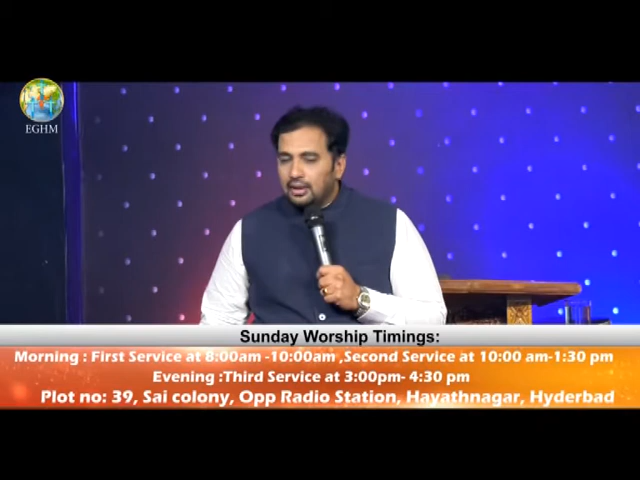 EGHM
Sunday Worship Timings:
Morning : First Service at 8:00am -10:00am ,Second Service at 10:00 am-1:30 pm
Evening :Third Service at 3:00pm- 4:30 pm
Plot no: 39, Sai colony, Opp Radio Station, Hayathnagar, Hyderbad